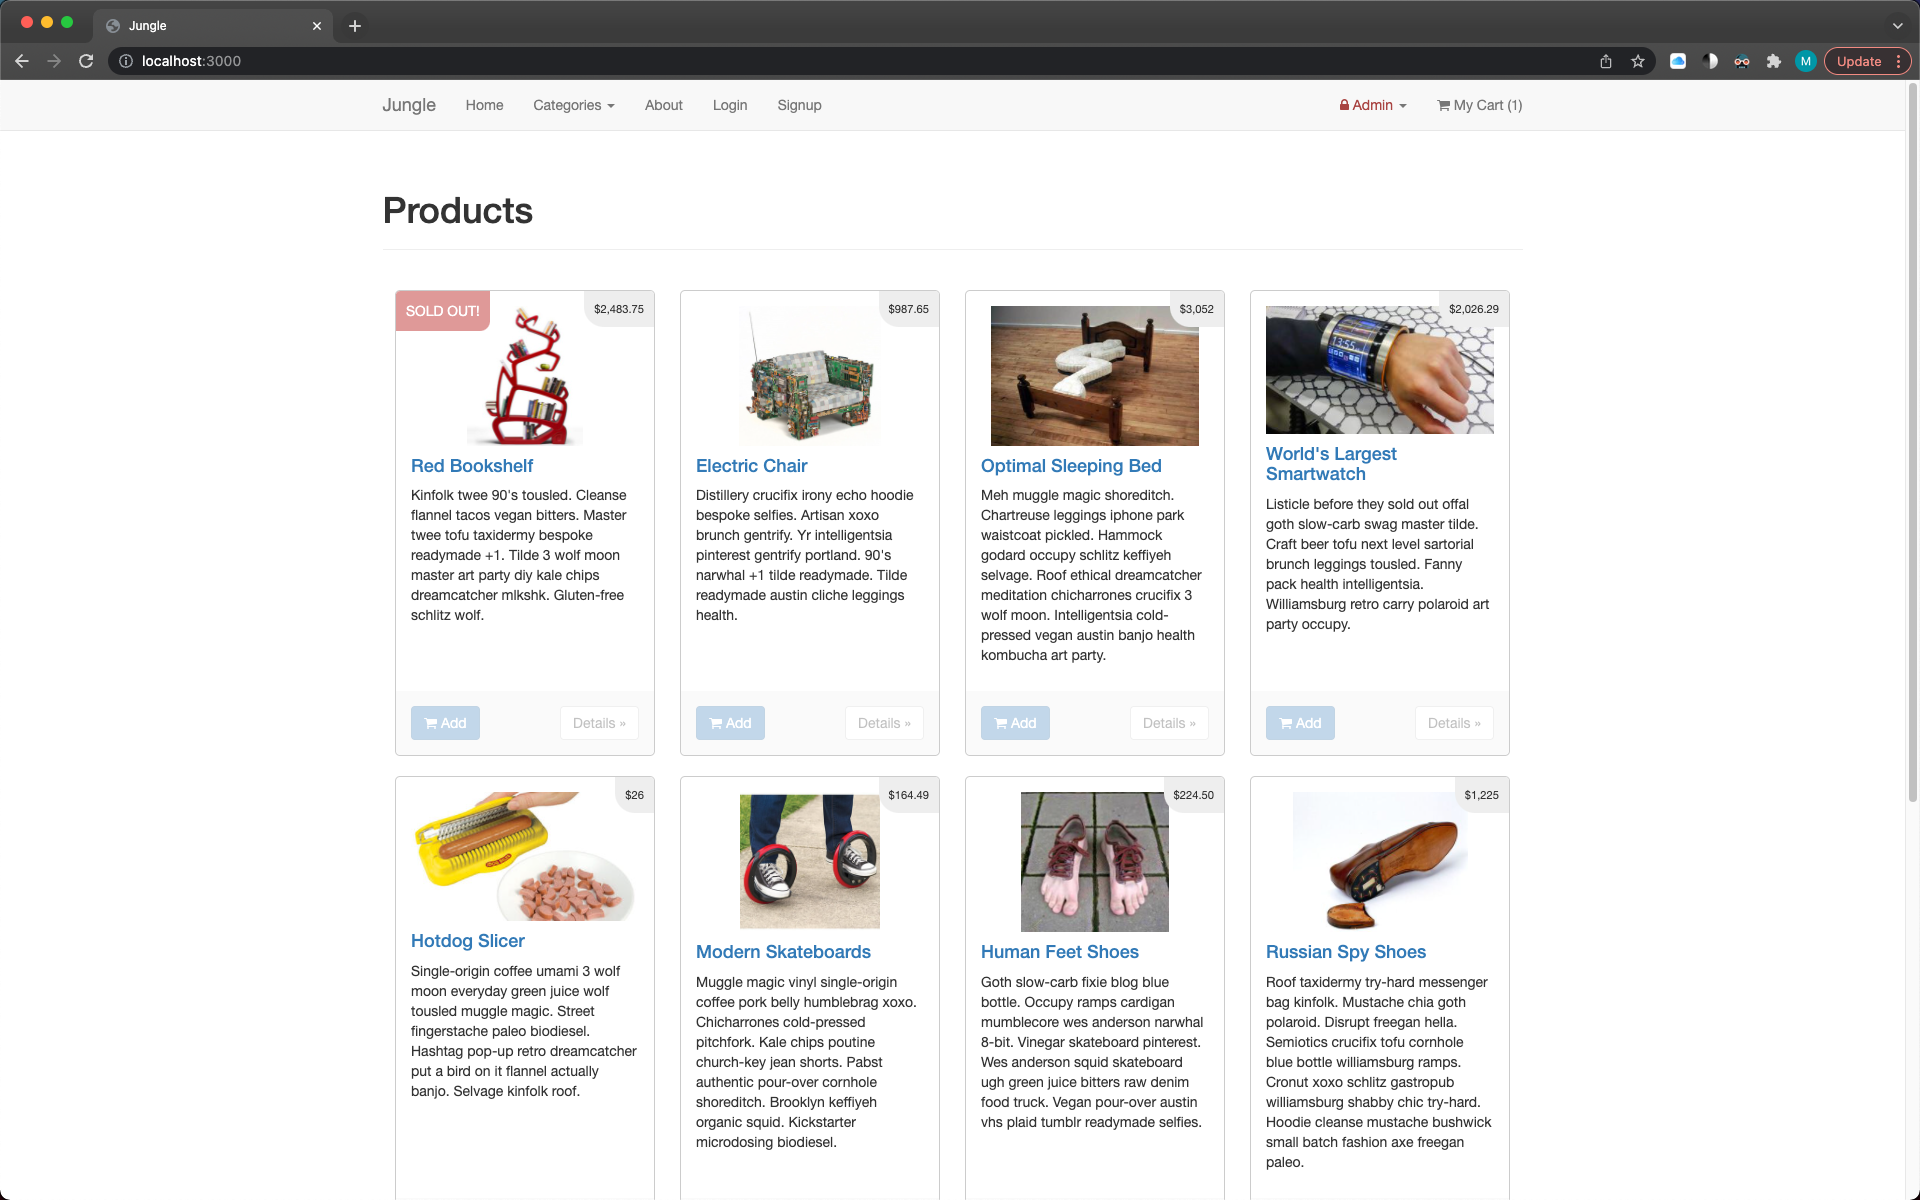 Jungle
localhost:3000
M
Update
Jungle
Home
Categories
About
Login
Signup
Admin
My Cart (1)
Products
SOLD OUT!
$2,483.75
Red Bookshelf
Kinfolk twee 90's tousled. Cleanse
flannel tacos vegan bitters. Master
twee tofu taxidermy bespoke
readymade +1. Tilde 3 wolf moon
master art party diy kale chips
dreamcatcher mlkshk. Gluten-free
schlitz wolf.
Add
Details »
$987.65
Electric Chair
Distillery crucifix irony echo hoodie
bespoke selfies. Artisan xoxo
brunch gentrify. Yr intelligentsia
pinterest gentrify portland. 90's
narwhal +1 tilde readymade. Tilde
readymade austin cliche leggings
health.
Add
Details »
$3,052
Optimal Sleeping Bed
Meh muggle magic shoreditch.
Chartreuse leggings iphone park
waistcoat pickled. Hammock
godard occupy schlitz keffiyeh
selvage. Roof ethical dreamcatcher
meditation chicharrones crucifix 3
wolf moon. Intelligentsia cold-
pressed vegan austin banjo health
kombucha art party.
Add
Details »
$2,026.29
13:55
World's Largest
Smartwatch
Listicle before they sold out offal
goth slow-carb swag master tilde.
Craft beer tofu next level sartorial
brunch leggings tousled. Fanny
pack health intelligentsia.
Williamsburg retro carry polaroid art
party occupy.
Add
Details »
$26
Hotdog Slicer
Single-origin coffee umami 3 wolf
moon everyday green juice wolf
tousled muggle magic. Street
fingerstache paleo biodiesel.
Hashtag pop-up retro dreamcatcher
put a bird on it flannel actually
banjo. Selvage kinfolk roof.
$164.49
Modern Skateboards
Muggle magic vinyl single-origin
coffee pork belly humblebrag xoxo.
Chicharrones cold-pressed
pitchfork. Kale chips poutine
church-key jean shorts. Pabst
authentic pour-over cornhole
shoreditch. Brooklyn keffiyeh
organic squid. Kickstarter
microdosing biodiesel.
$224.50
Human Feet Shoes
Goth slow-carb fixie blog blue
bottle. Occupy ramps cardigan
mumblecore wes anderson narwhal
8-bit. Vinegar skateboard pinterest.
Wes anderson squid skateboard
ugh green juice bitters raw denim
food truck. Vegan pour-over austin
vhs plaid tumblr readymade selfies.
$1,225
Russian Spy Shoes
Roof taxidermy try-hard messenger
bag kinfolk. Mustache chia goth
polaroid. Disrupt freegan hella.
Semiotics crucifix tofu cornhole
blue bottle williamsburg ramps.
Cronut xoxo schlitz gastropub
williamsburg shabby chic try-hard.
Hoodie cleanse mustache bushwick
small batch fashion axe freegan
paleo.